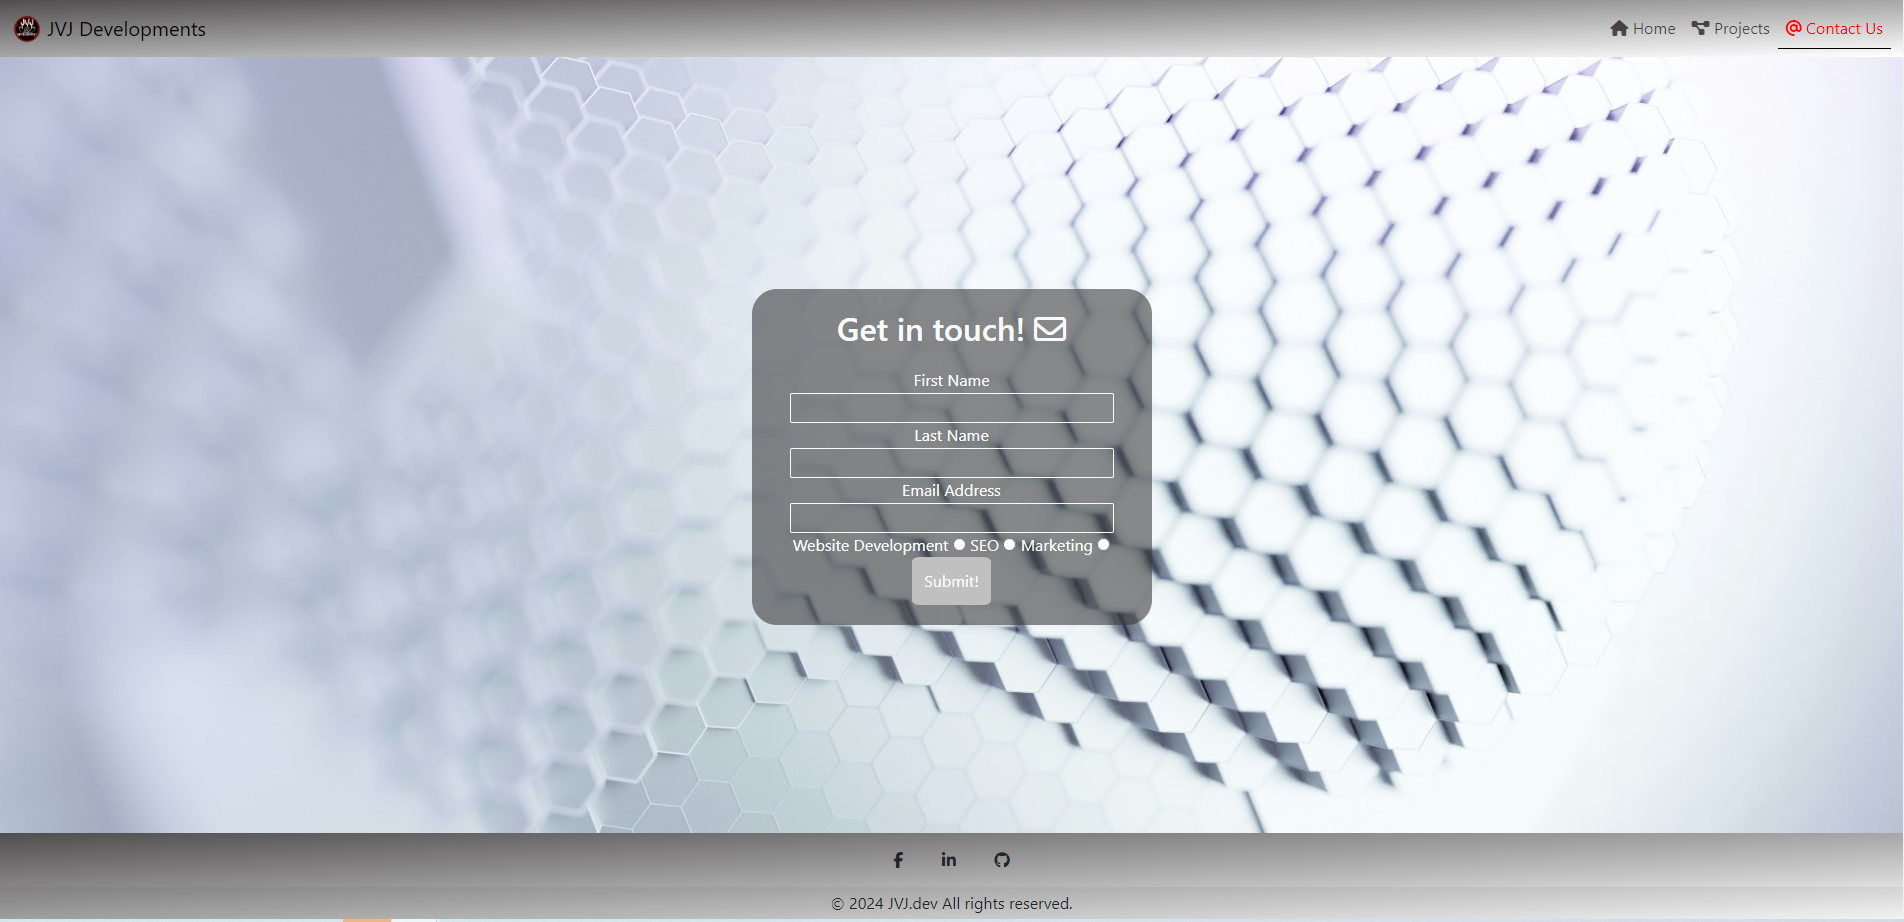 JVJ Developments
Home Projects Contact Us
Get in touch!
First Name
Last Name
Email Address
Website Development SEO Marketing
Submit!
© 2024 JVJ.dev All rights reserved.